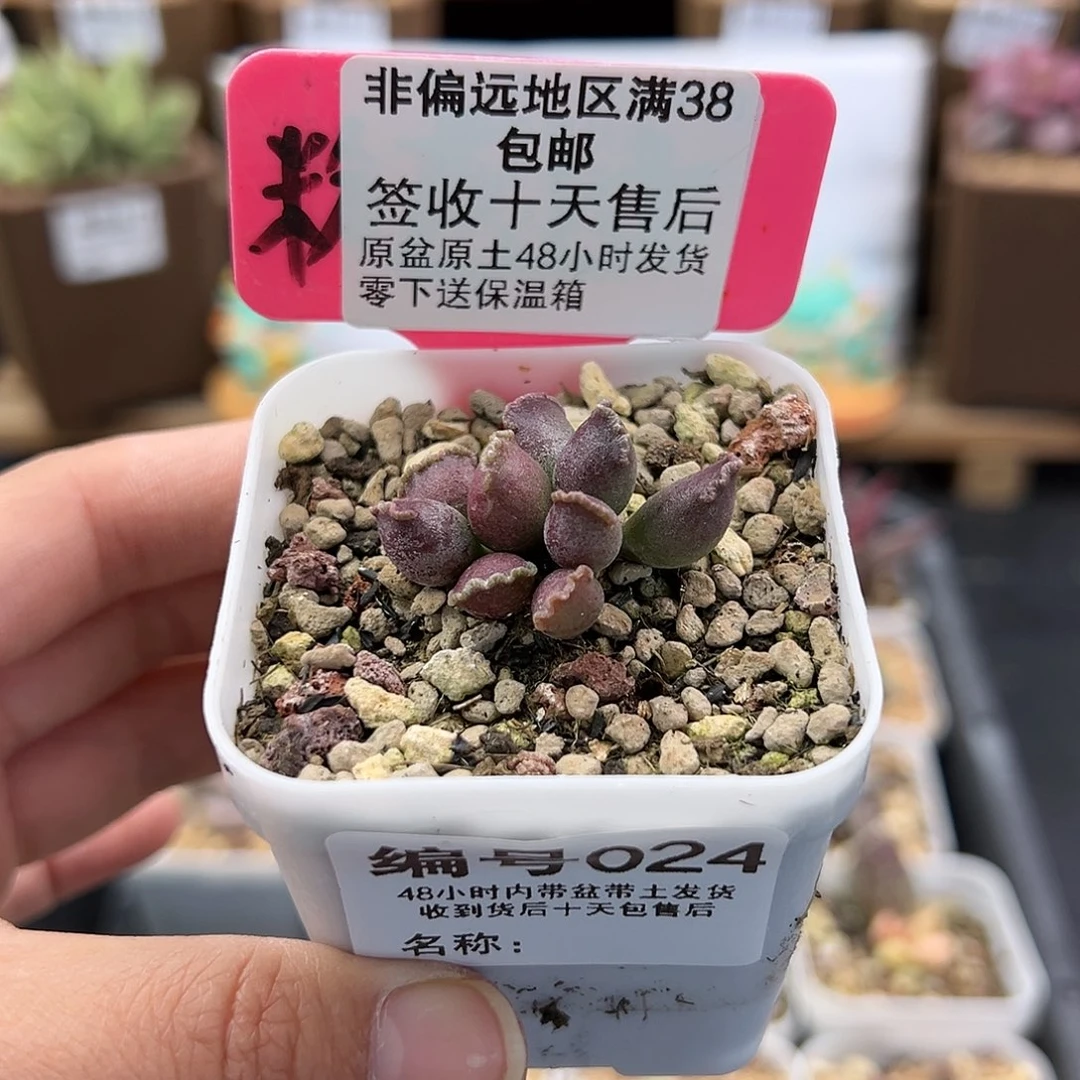 非偏远地区满38
包邮
签收十天售后
原盆原土48小时发货
零下送保温箱
编号024
48小时内带盆带土发货
收到货后十天包售后
名称：